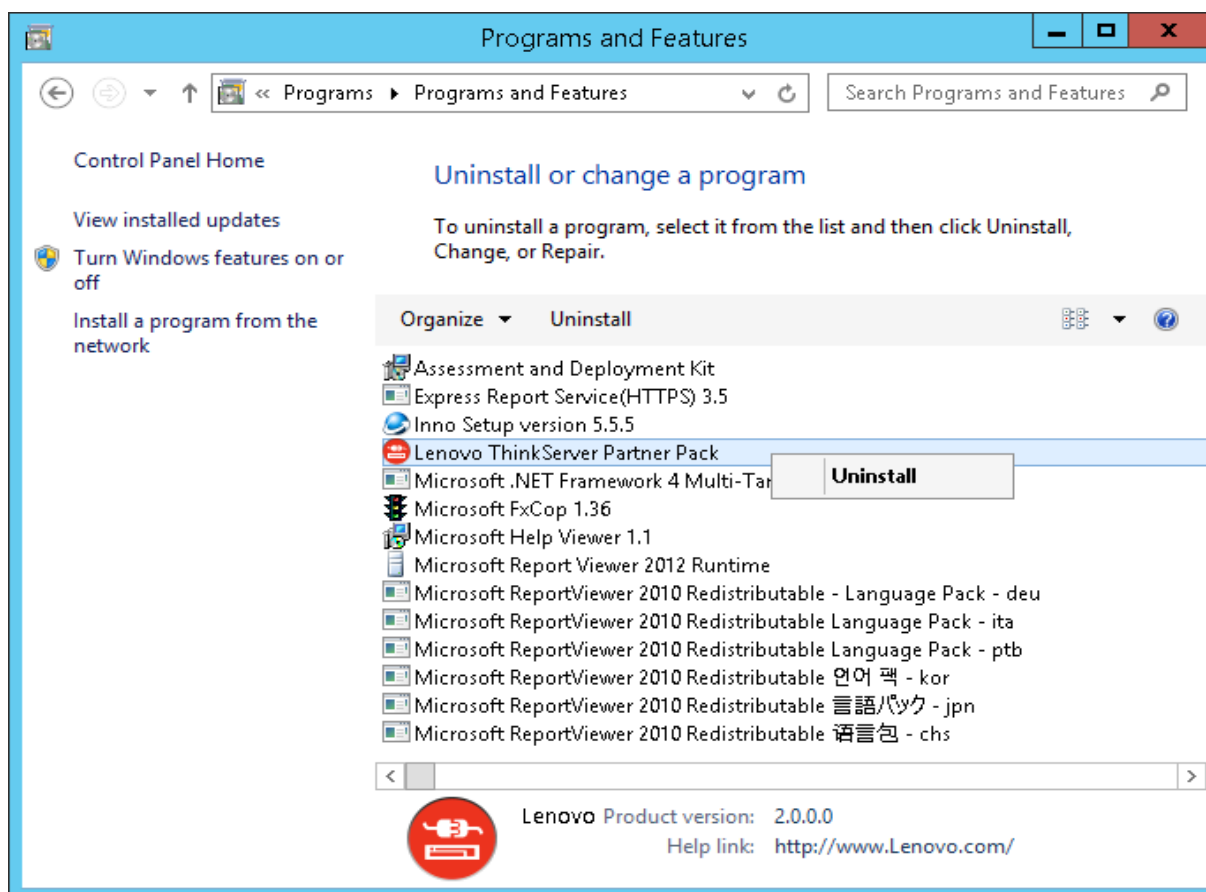 Programs and Features
« Programs ▸ Programs and Features
Search Programs and Features
Control Panel Home
View installed updates
Turn Windows features on or
off
Install a program from the
network
Uninstall or change a program
To uninstall a program, select it from the list and then click Uninstall,
Change, or Repair.
Organize Uninstall
Assessment and Deployment Kit
Express Report Service(HTTPS) 3.5
Inno Setup version 5.5.5
Lenovo ThinkServer Partner Pack
Uninstall
Microsoft .NET Framework 4 Multi-Tar
Microsoft FxCop 1.36
Microsoft Help Viewer 1.1
Microsoft Report Viewer 2012 Runtime
Microsoft ReportViewer 2010 Redistributable - Language Pack - deu
Microsoft ReportViewer 2010 Redistributable Language Pack - ita
Microsoft ReportViewer 2010 Redistributable Language Pack - ptb
Microsoft ReportViewer 2010 Redistributable 언어 팩 - kor
Microsoft ReportViewer 2010 Redistributable 言語パック - jpn
Microsoft ReportViewer 2010 Redistributable 语言包 - chs
Lenovo Product version: 2.0.0.0
Help link: http://www.Lenovo.com/